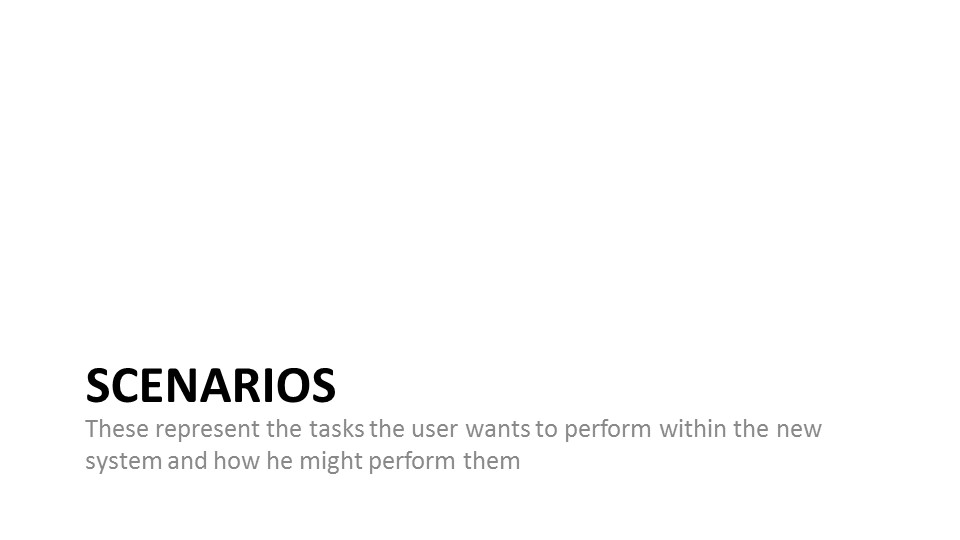 SCENARIOS
These represent the tasks the user wants to perform within the new
system and how he might perform them